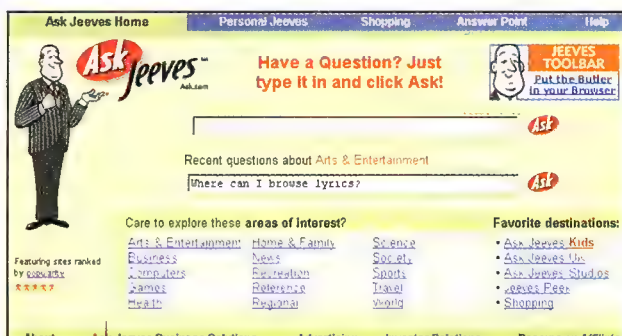 Ask Jeeves Home Personal Jeeves Shopping Answer Point Help
Ask Jeeves
Ask.com
Have a Question? Just
type it in and click Ask!
JEEVES
TOOLBAR
Put the Butler
in your Browser
Ask
Recent questions about Arts & Entertainment
Where can I browse lyrics?
Ask
Care to explore these areas of interest?
Favorite destinations:
Arts & Entertainment Home & Family Science
• Ask Jeeves Kids
Business News Society
• Ask Jeeves UK
Computers Recreation Sports
• Ask Jeeves Studios
Games Reference Travel
• Jeeves Peer
Health Regional World
• Shopping
Featuring sites ranked
by popularity